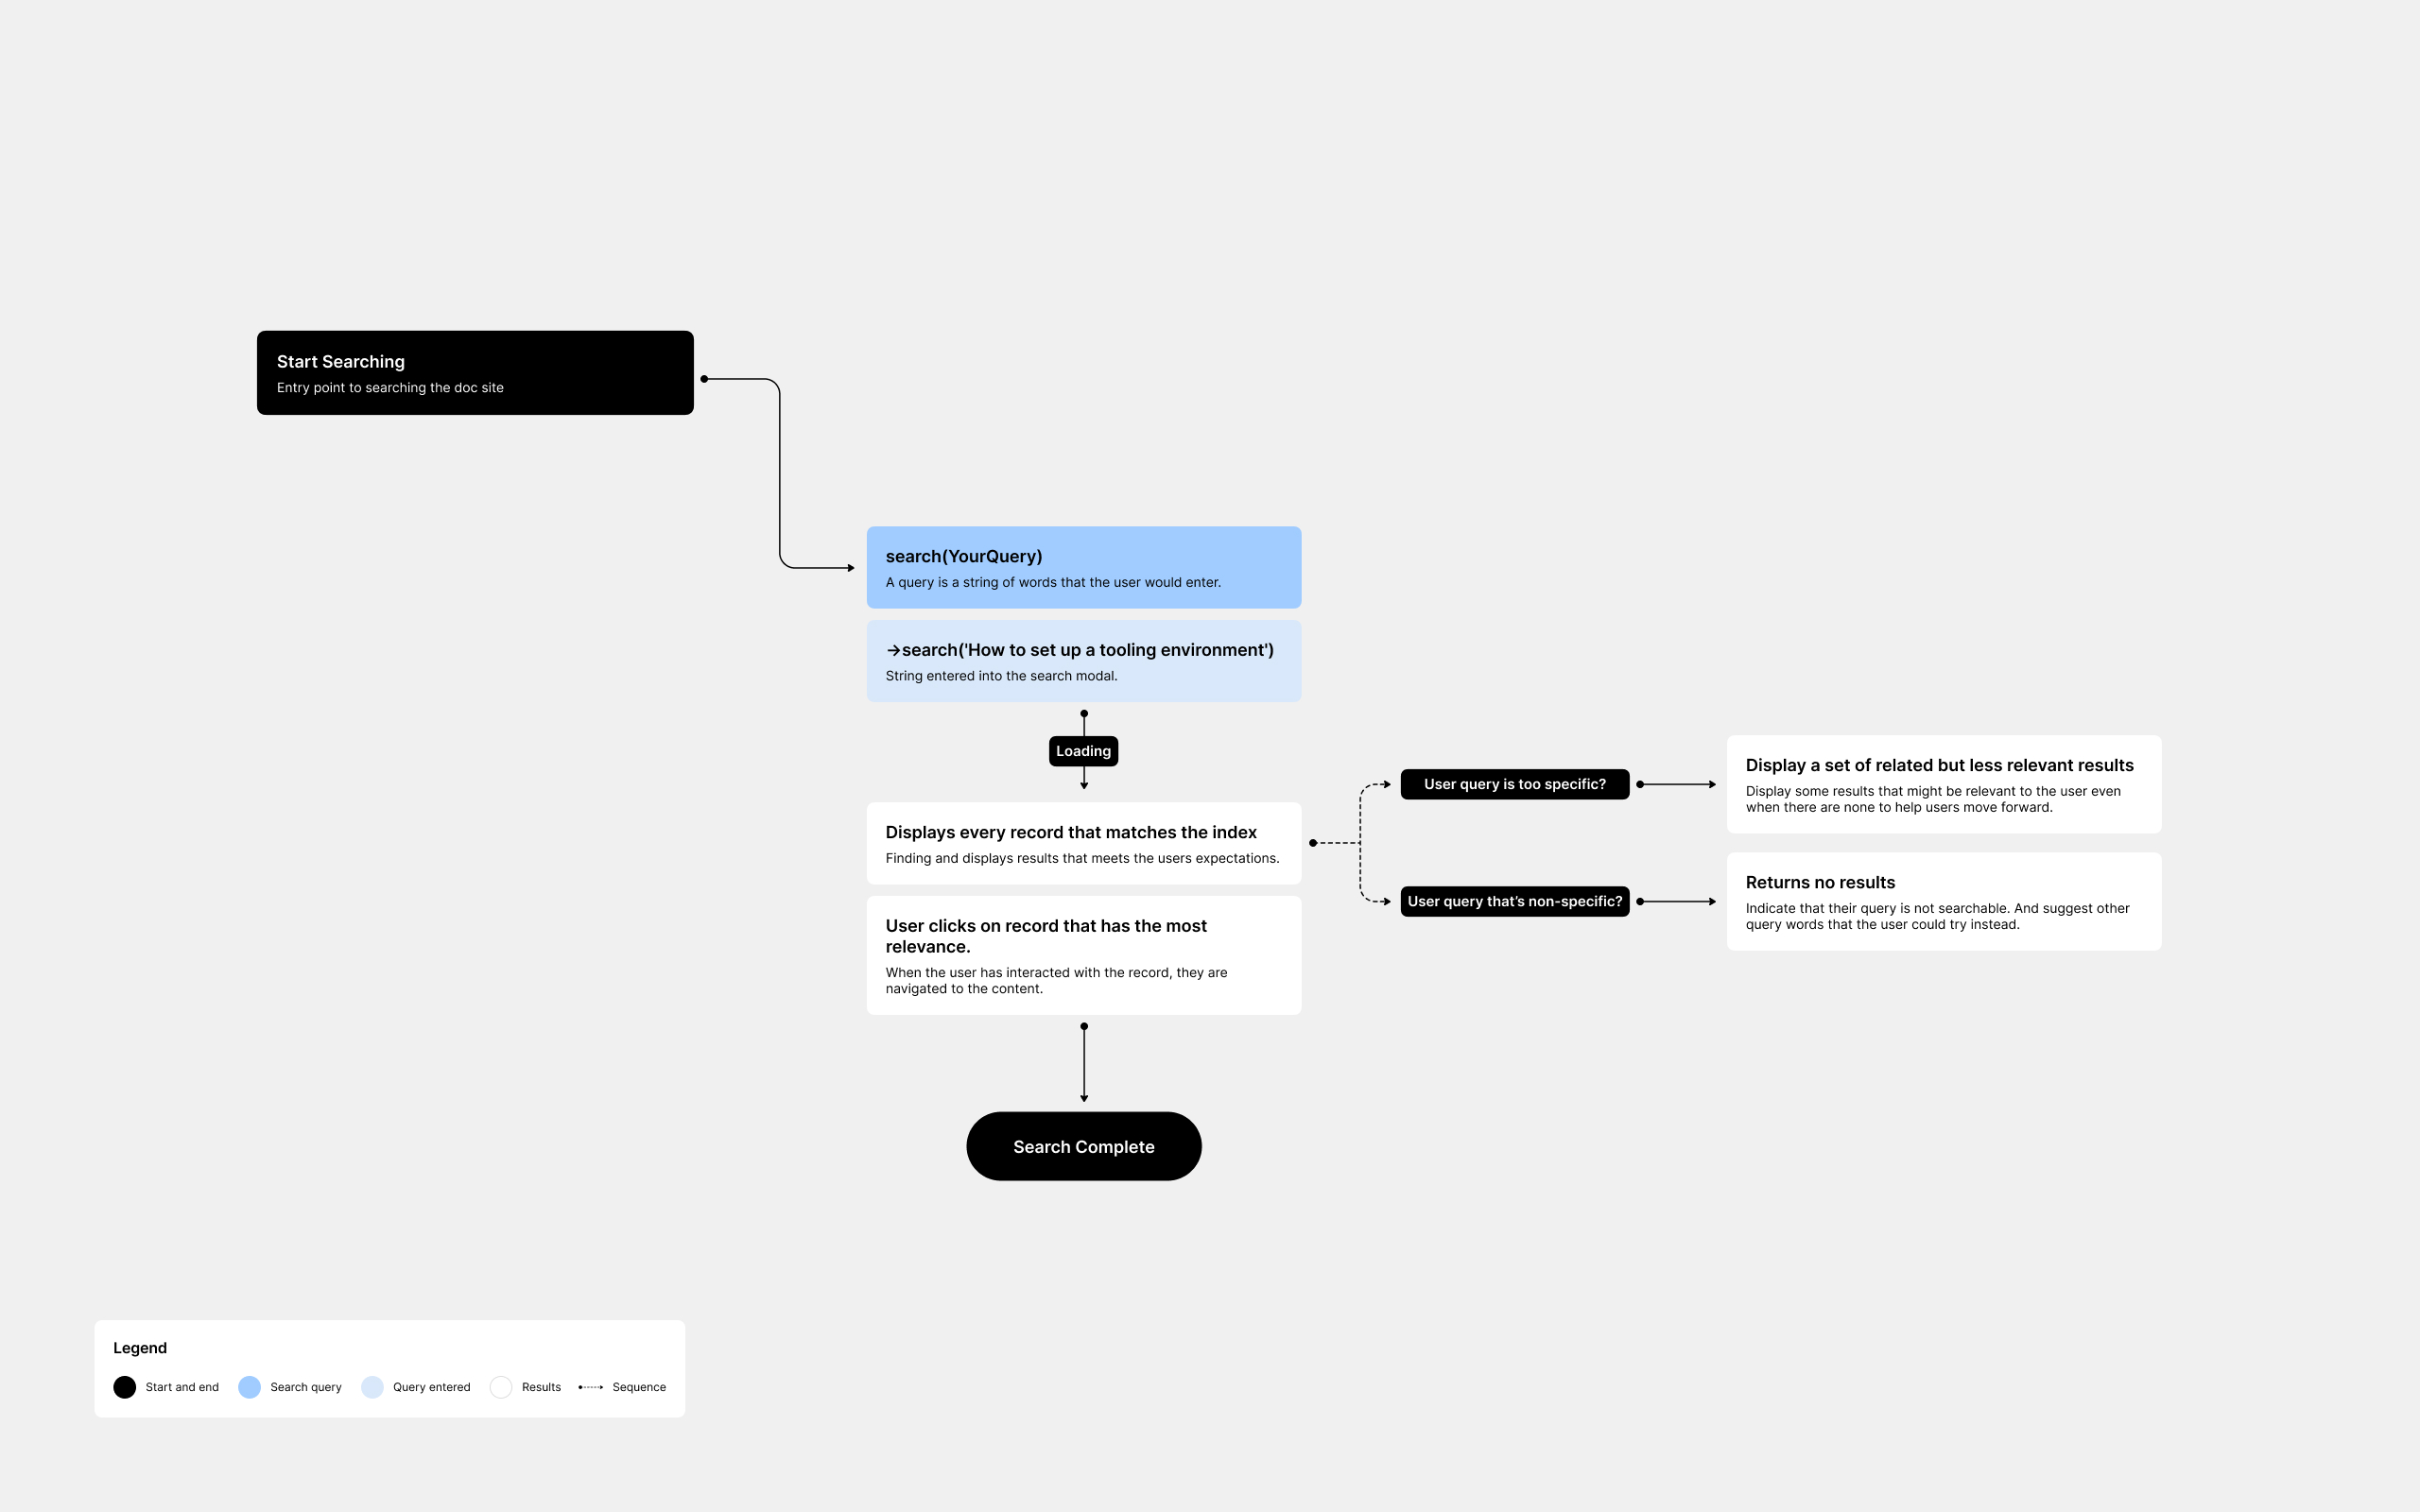 Start Searching
Entry point to searching the doc site
search(YourQuery)
A query is a string of words that the user would enter.
→search('How to set up a tooling environment')
String entered into the search modal.
Loading
Displays every record that matches the index
Finding and displays results that meets the users expectations.
User clicks on record that has the most
relevance.
When the user has interacted with the record, they are
navigated to the content.
Search Complete
User query is too specific?
Display a set of related but less relevant results
Display some results that might be relevant to the user even
when there are none to help users move forward.
User query that’s non-specific?
Returns no results
Indicate that their query is not searchable. And suggest other
query words that the user could try instead.
Legend
Start and end
Search query
Query entered
Results
Sequence